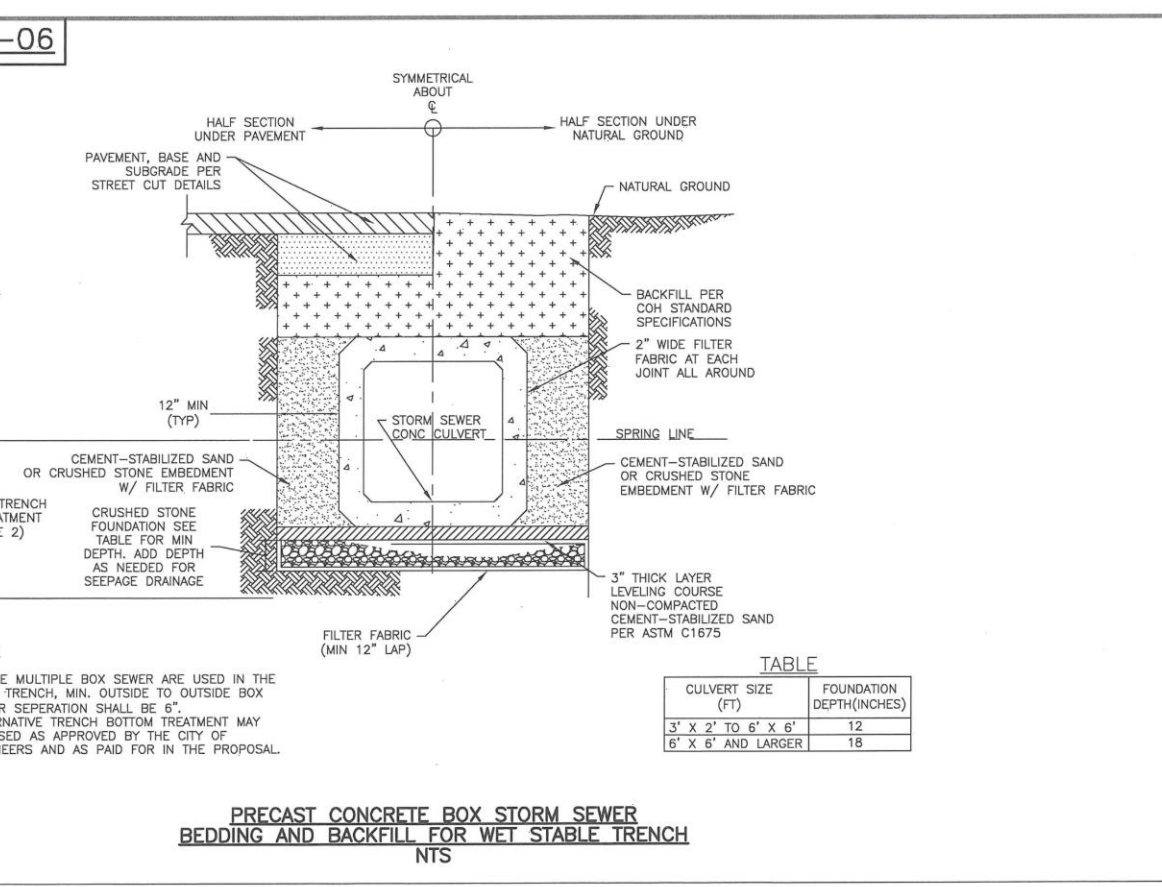 -06
SYMMETRICAL
ABOUT
℄
HALF SECTION
UNDER PAVEMENT
HALF SECTION UNDER
NATURAL GROUND
PAVEMENT, BASE AND
SUBGRADE PER
STREET CUT DETAILS
NATURAL GROUND
BACKFILL PER
COH STANDARD
SPECIFICATIONS
2" WIDE FILTER
FABRIC AT EACH
JOINT ALL AROUND
12" MIN
(TYP)
STORM SEWER
CONC CULVERT
SPRING LINE
CEMENT-STABILIZED SAND
OR CRUSHED STONE EMBEDMENT
W/ FILTER FABRIC
CEMENT-STABILIZED SAND
OR CRUSHED STONE
EMBEDMENT W/ FILTER FABRIC
TRENCH
ATMENT
E 2)
CRUSHED STONE
FOUNDATION SEE
TABLE FOR MIN
DEPTH. ADD DEPTH
AS NEEDED FOR
SEEPAGE DRAINAGE
3" THICK LAYER
LEVELING COURSE
NON-COMPACTED
CEMENT-STABILIZED SAND
PER ASTM C1675
FILTER FABRIC
(MIN 12" LAP)
E MULTIPLE BOX SEWER ARE USED IN THE
TRENCH, MIN. OUTSIDE TO OUTSIDE BOX
R SEPERATION SHALL BE 6".
RNATIVE TRENCH BOTTOM TREATMENT MAY
SED AS APPROVED BY THE CITY OF
EERS AND AS PAID FOR IN THE PROPOSAL.
TABLE
CULVERT SIZE (FT) FOUNDATION DEPTH(INCHES)
3' X 2' TO 6' X 6' 12
6' X 6' AND LARGER 18
PRECAST CONCRETE BOX STORM SEWER
BEDDING AND BACKFILL FOR WET STABLE TRENCH
NTS